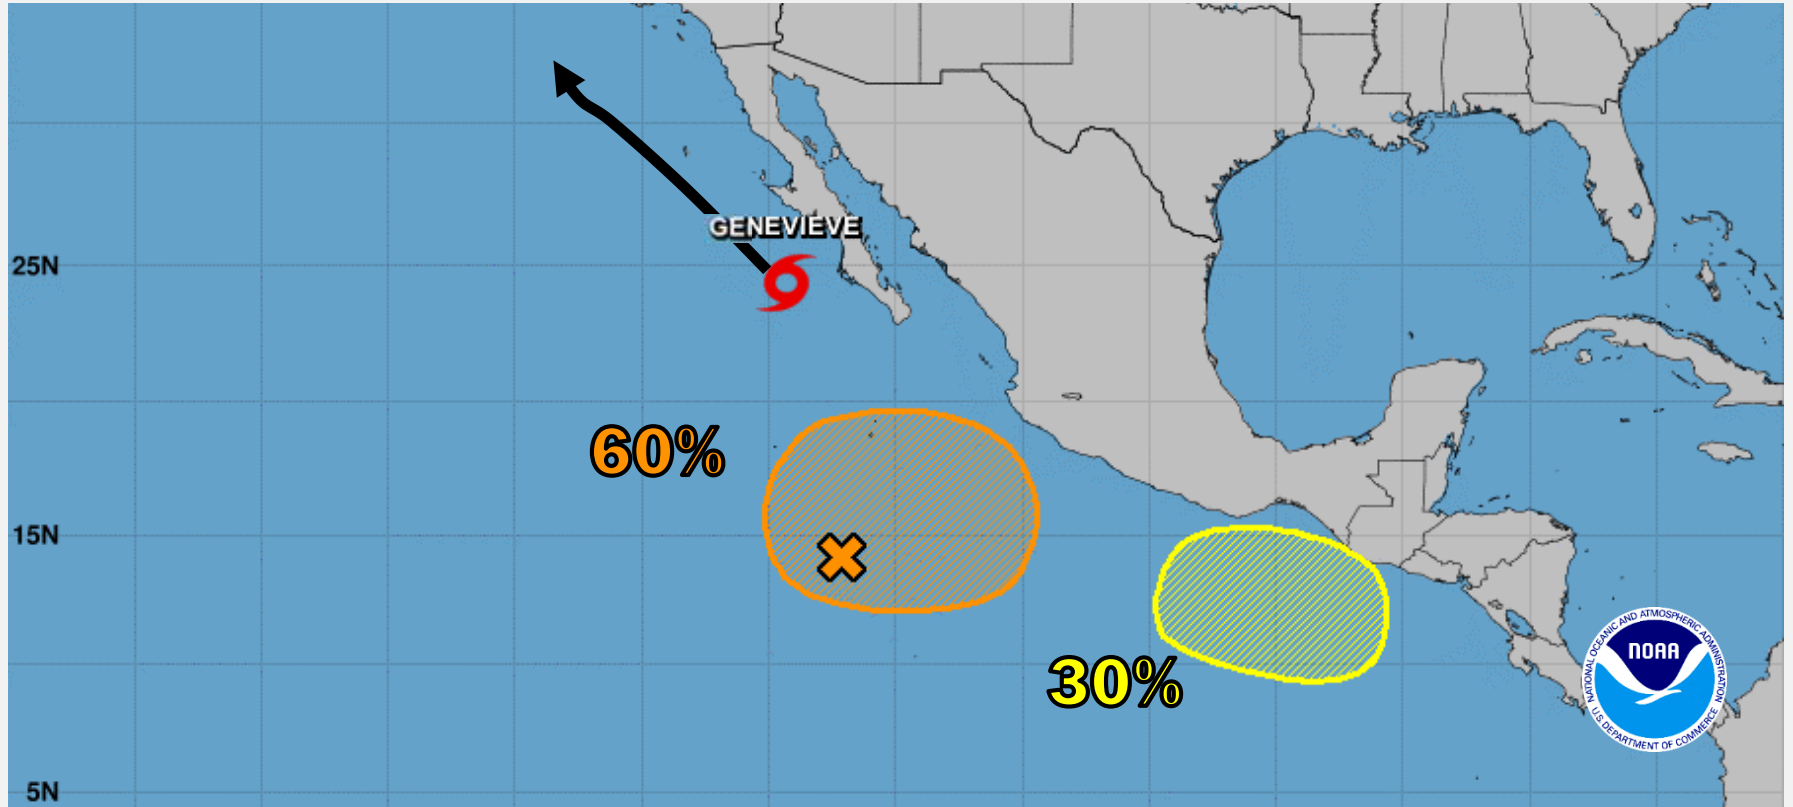 GENEVIEVE
25N
60%
15N
30%
NATIONAL OCEANIC AND ATMOSPHERIC ADMINISTRATION
NOAA
U.S. DEPARTMENT OF COMMERCE
5N